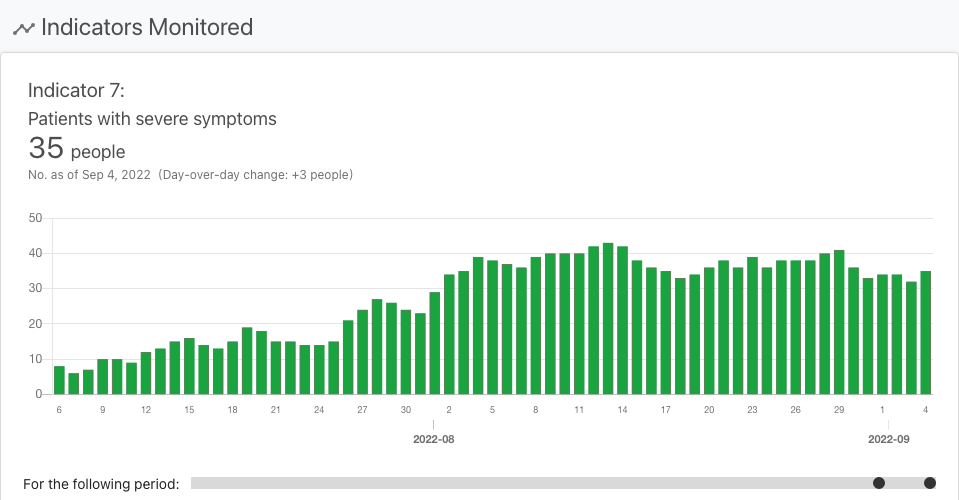 Indicators Monitored
Indicator 7:
Patients with severe symptoms
35 people
No. as of Sep 4, 2022 (Day-over-day change: +3 people)
50
40
30
20
10
0
6 9 12 15 18 21 24 27 30 2 5 8 11 14 17 20 23 26 29 1 4
2022-08 2022-09
For the following period: